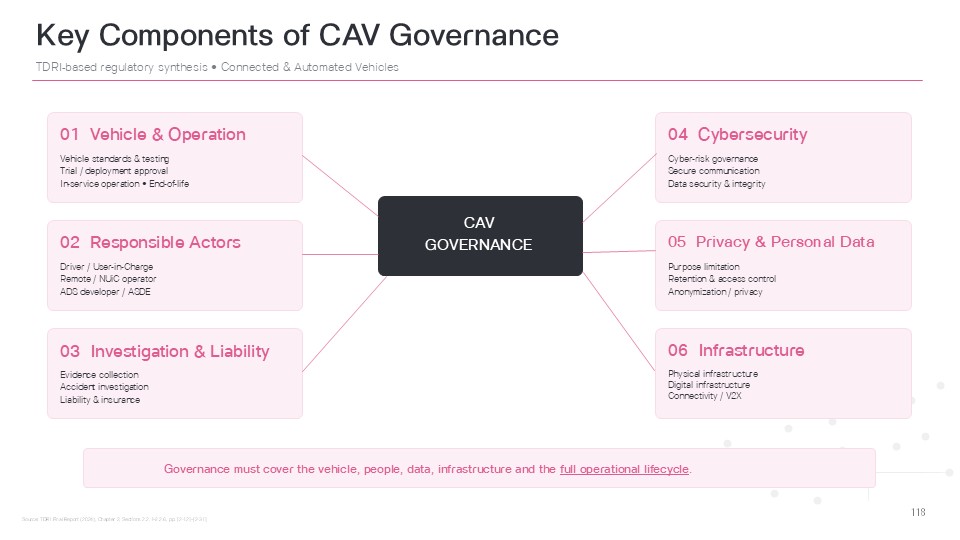 Key Components of CAV Governance
TDRI-based regulatory synthesis • Connected & Automated Vehicles
01 Vehicle & Operation
Vehicle standards & testing
Trial / deployment approval
In-service operation • End-of-life
02 Responsible Actors
Driver / User-in-Charge
Remote / NUiC operator
ADS developer / ASDE
03 Investigation & Liability
Evidence collection
Accident investigation
Liability & insurance
CAV
GOVERNANCE
04 Cybersecurity
Cyber-risk governance
Secure communication
Data security & integrity
05 Privacy & Personal Data
Purpose limitation
Retention & access control
Anonymization / privacy
06 Infrastructure
Physical infrastructure
Digital infrastructure
Connectivity / V2X
Governance must cover the vehicle, people, data, infrastructure and the full operational lifecycle.
118